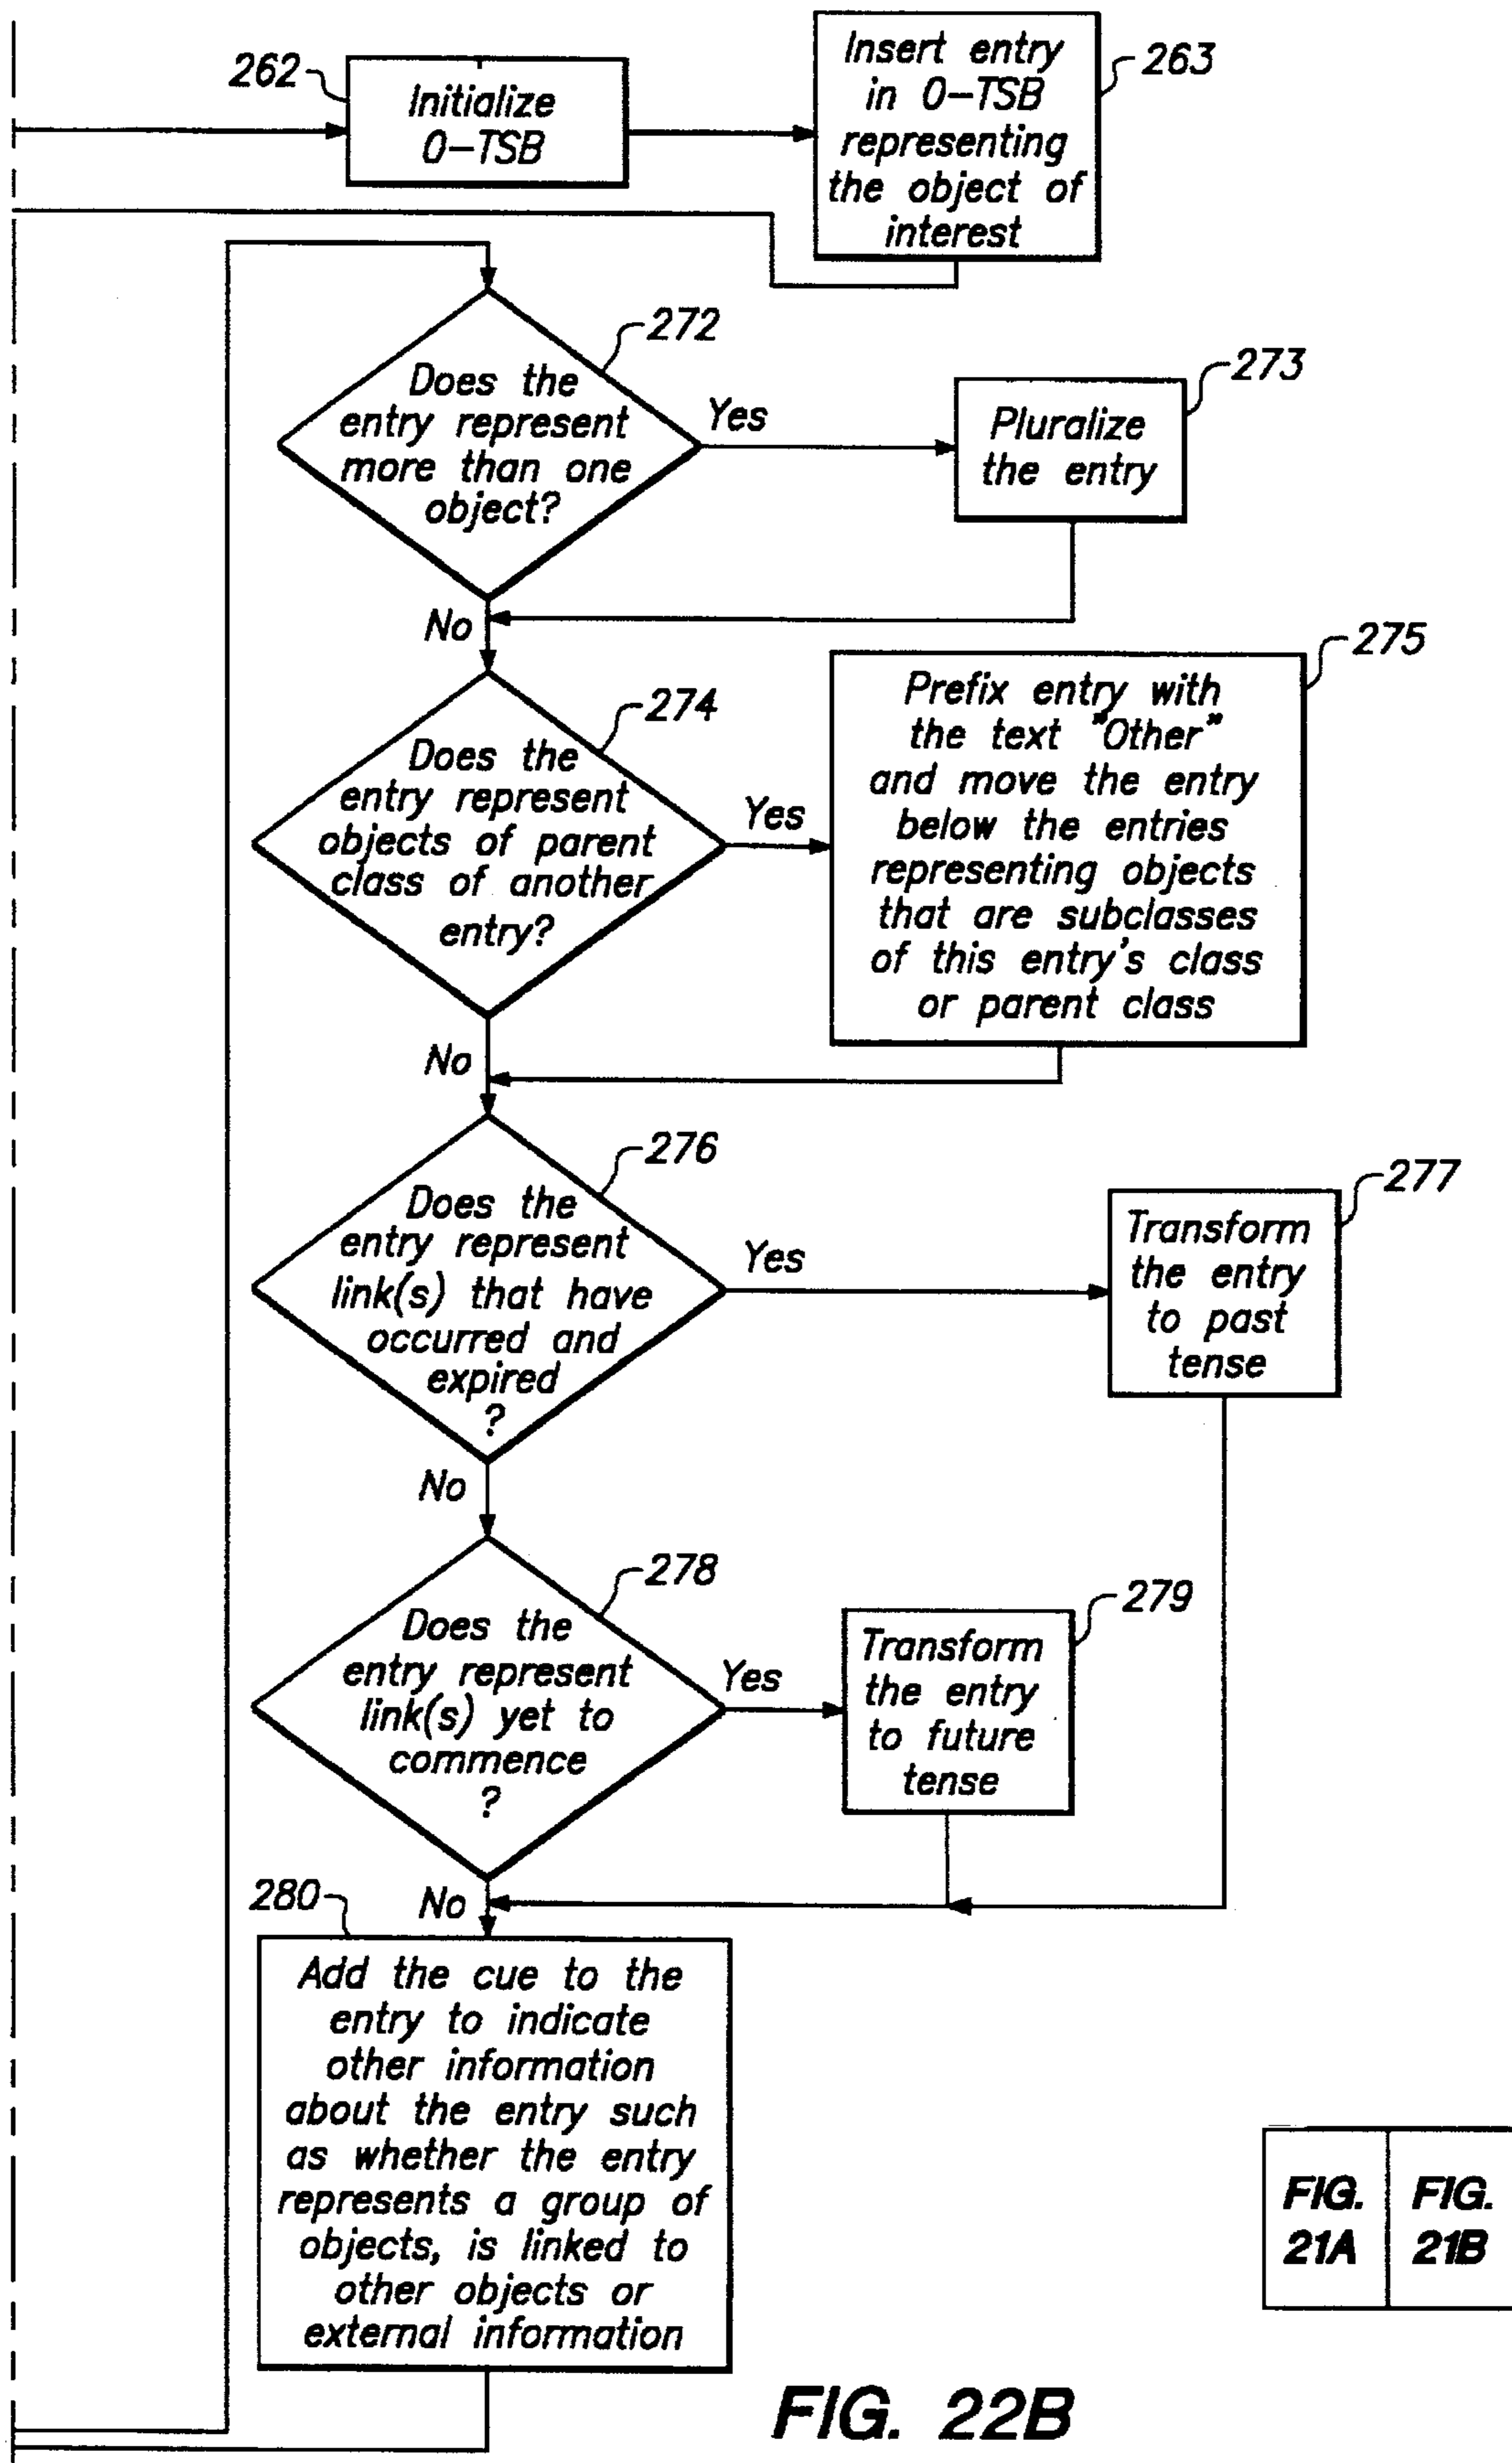 262
Initialize
O-TSB
Insert entry
in O-TSB
representing
the object of
interest
263
272
Does the
entry represent
more than one
object?
Yes
273
Pluralize
the entry
No
274
Does the
entry represent
objects of parent
class of another
entry?
Yes
275
Prefix entry with
the text "Other"
and move the entry
below the entries
representing objects
that are subclasses
of this entry's class
or parent class
No
276
Does the
entry represent
link(s) that have
occurred and
expired
?
Yes
277
Transform
the entry
to past
tense
No
278
Does the
entry represent
link(s) yet to
commence
?
Yes
279
Transform
the entry
to future
tense
280
No
Add the cue to the
entry to indicate
other information
about the entry such
as whether the entry
represents a group of
objects, is linked to
other objects or
external information
FIG.
21A
FIG.
21B
FIG. 22B